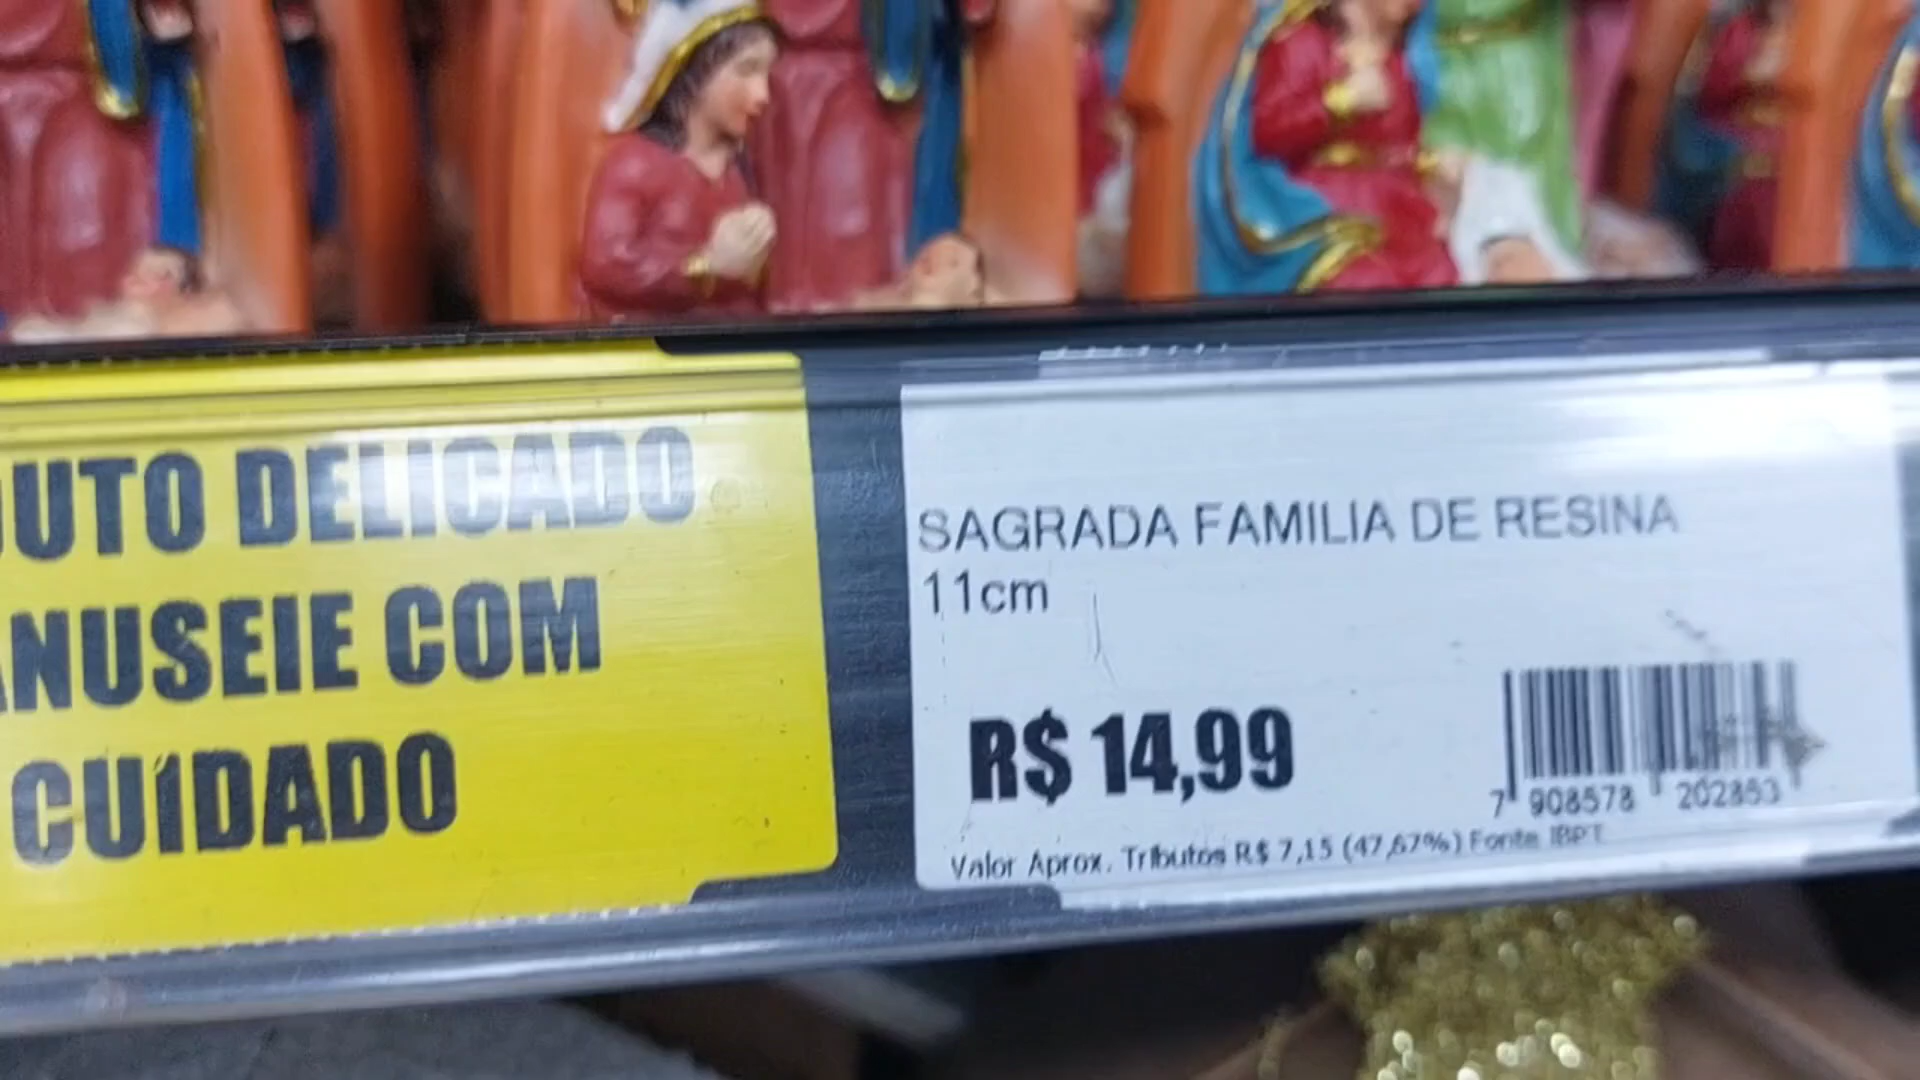 UTO DELICADO
ANUSEIE COM
CUIDADO
SAGRADA FAMILIA DE RESINA
11cm
R$ 14,99
7 908578 202853
Valor Aprox. Tributos R$ 7,15 (47,67%) Fonte IBPT